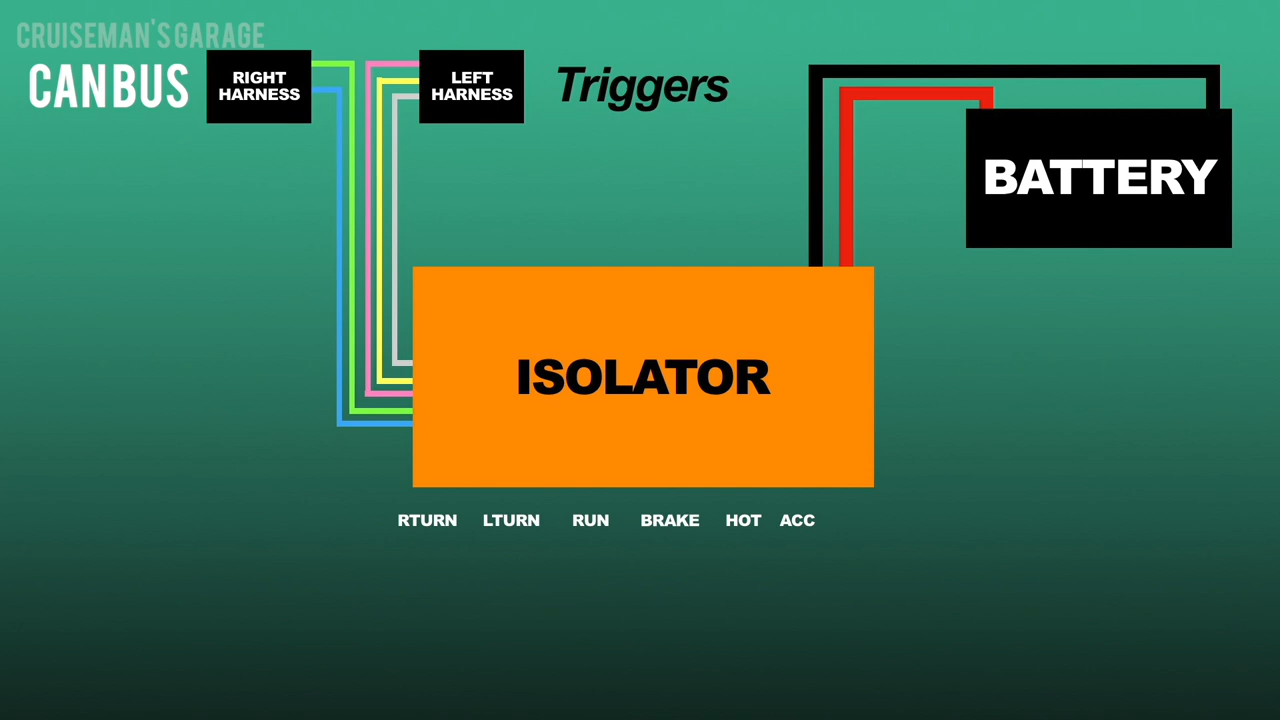 CRUISEMAN'S GARAGE
CANBUS
RIGHT
HARNESS
LEFT
HARNESS
Triggers
BATTERY
ISOLATOR
RTURN LTURN RUN BRAKE HOT ACC